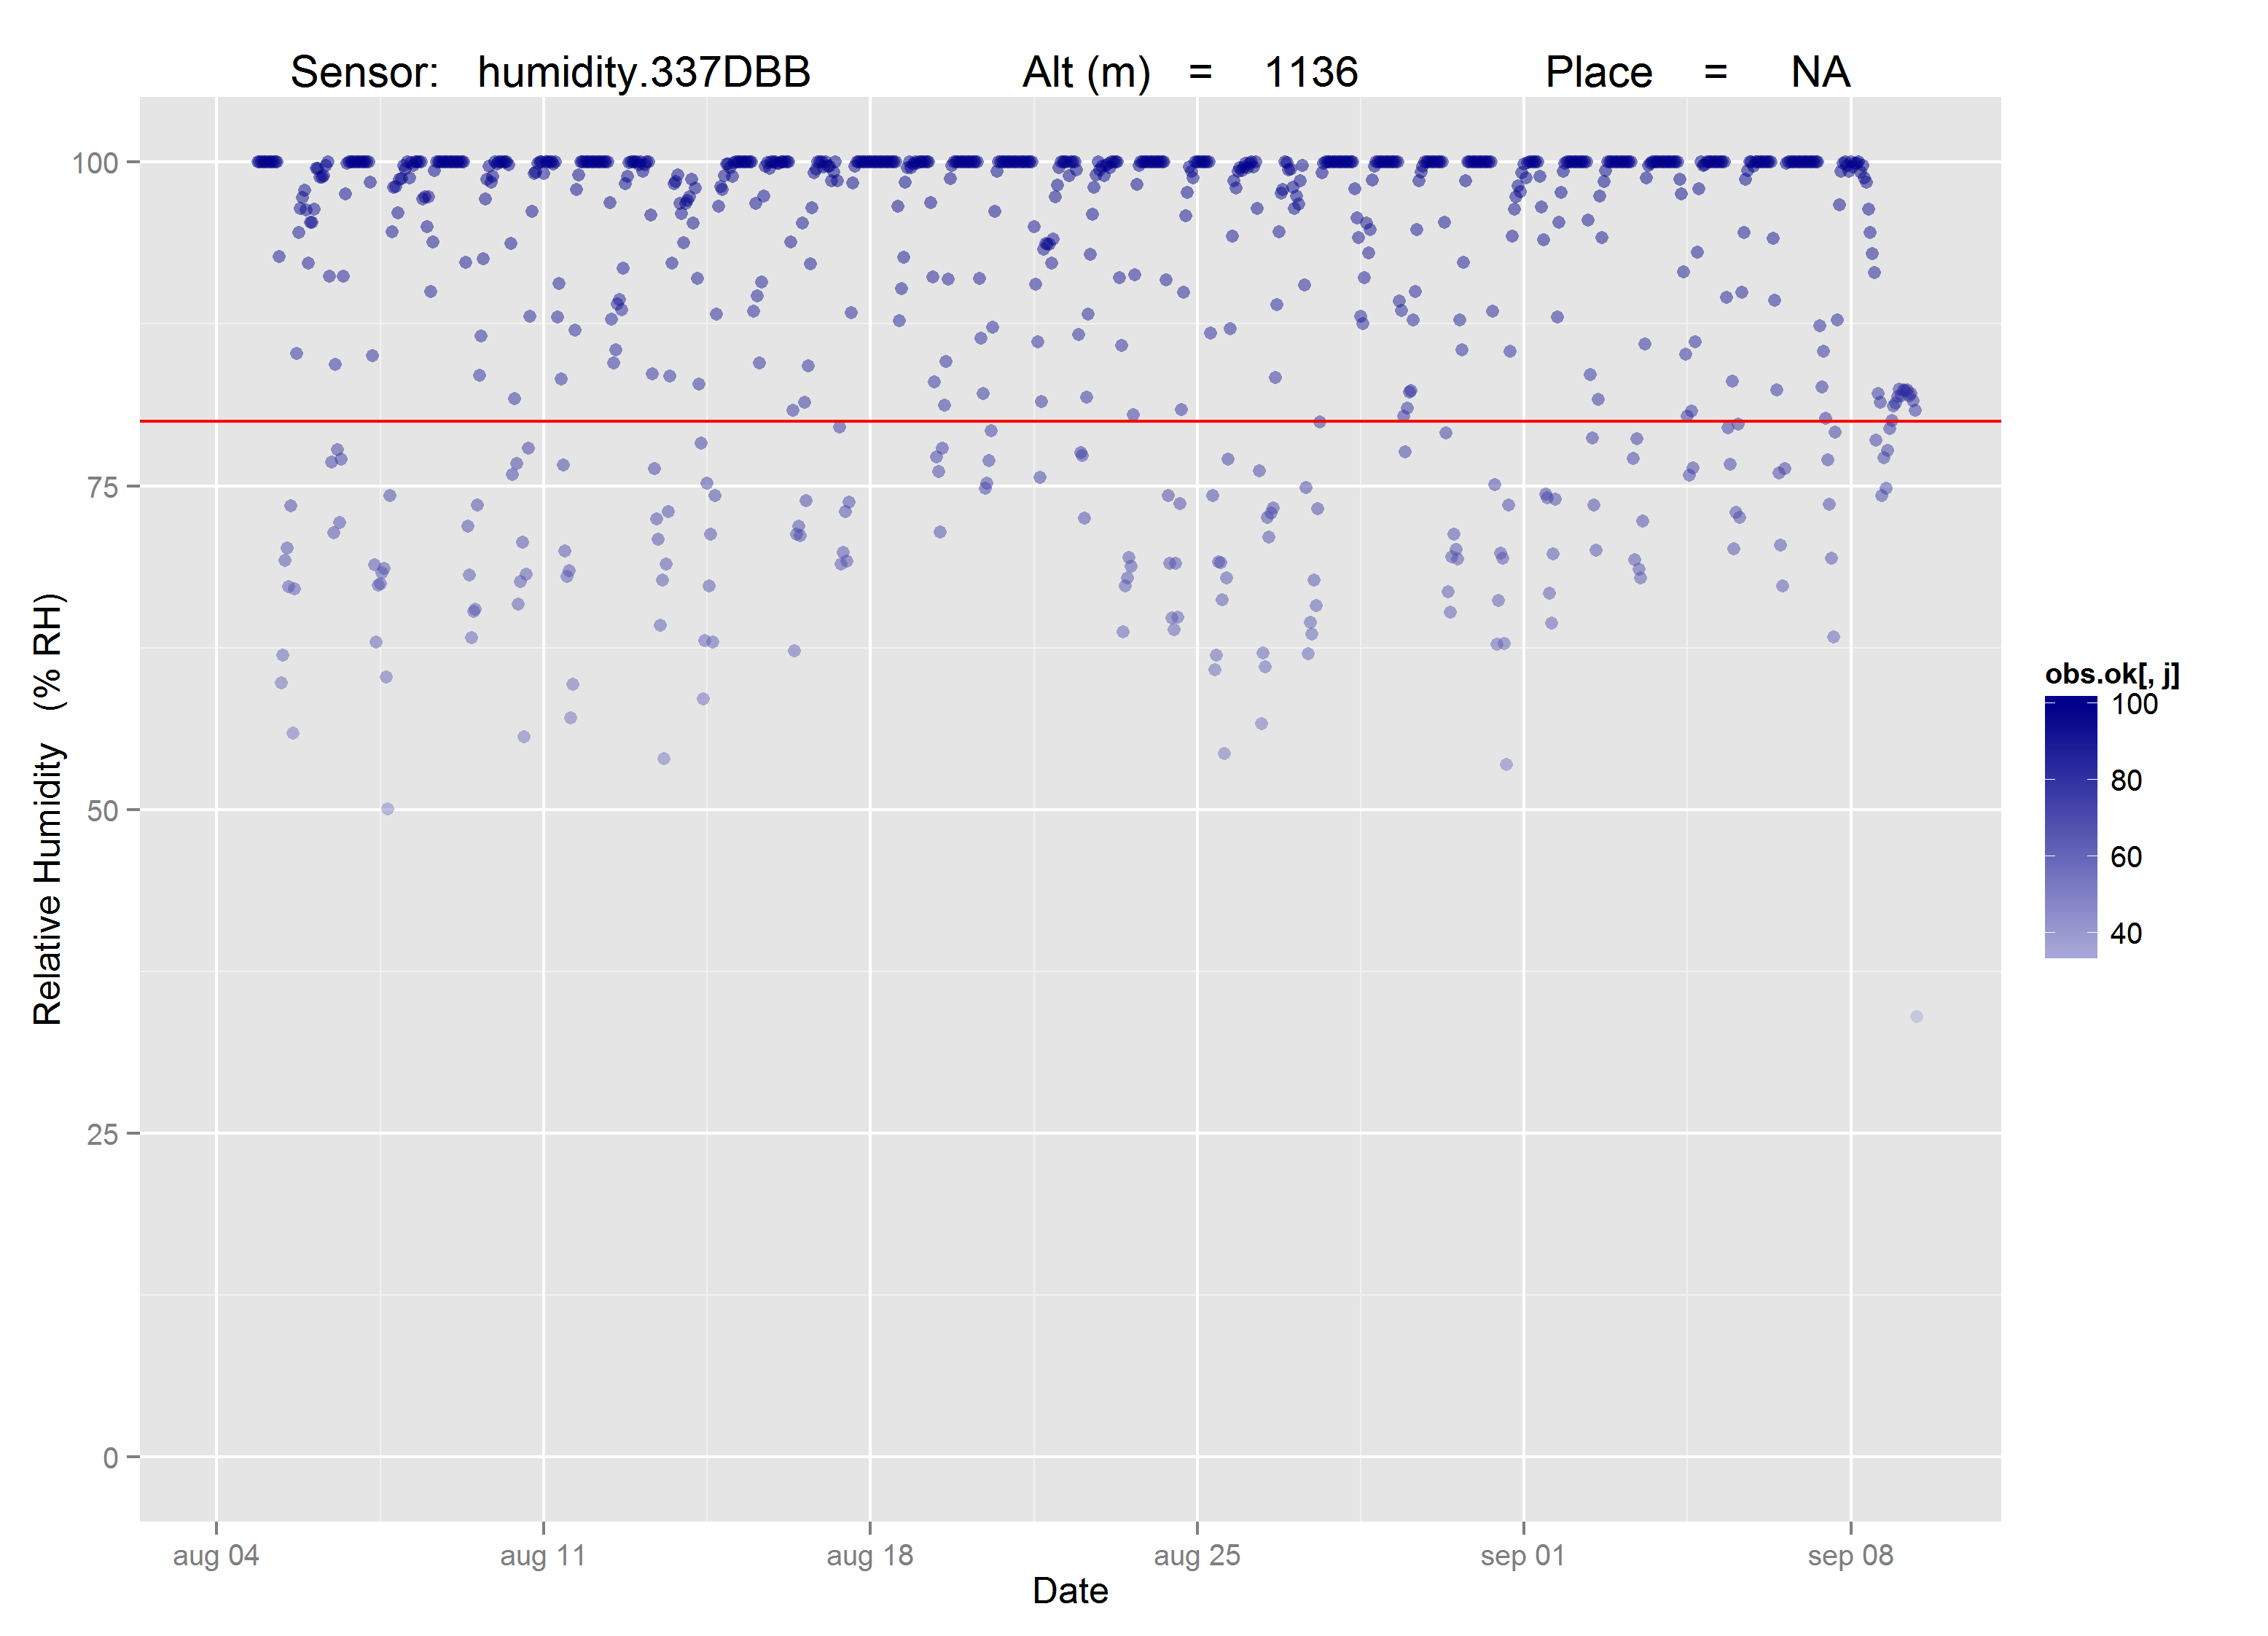 Sensor: humidity.337DBB Alt (m) = 1136 Place = NA
100
75
50
25
0
Relative Humidity (% RH)
aug 04 aug 11 aug 18 aug 25 sep 01 sep 08
Date
obs.ok[, j]
100
80
60
40